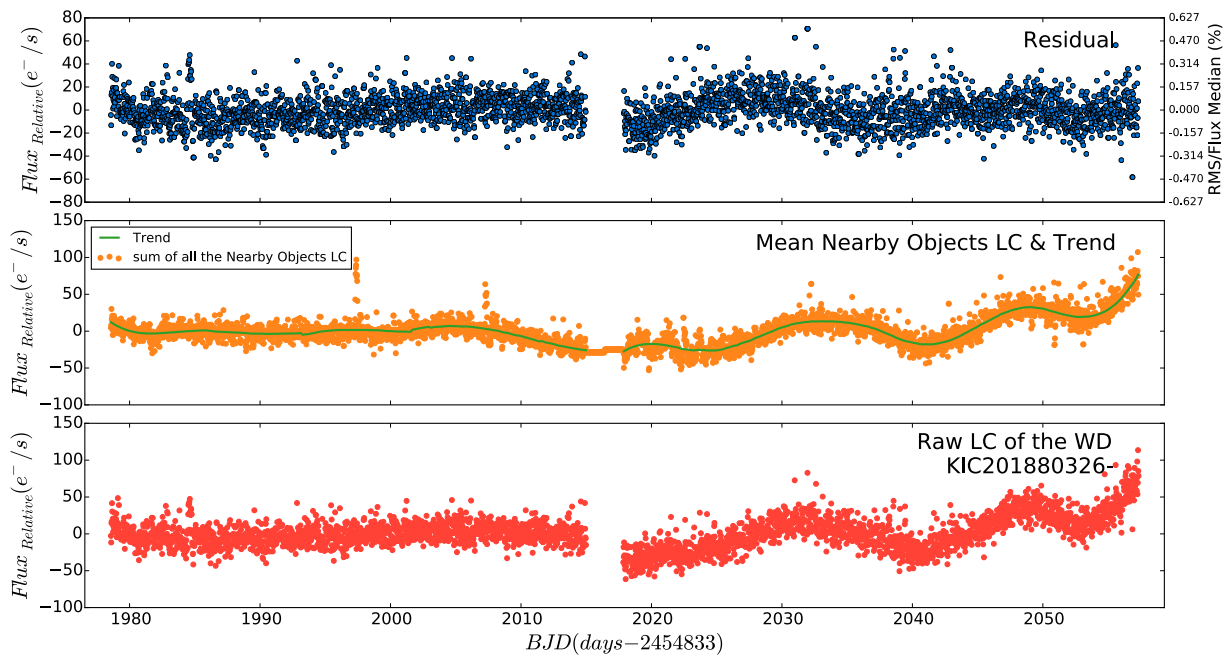 80
60
40
20
0
−20
−40
−60
−80
Flux Relative(e⁻/s)
Residual
0.627
0.470
0.314
0.157
0.000
-0.157
-0.314
-0.470
-0.627
RMS/Flux Median (%)
150
100
50
0
−50
−100
Flux Relative(e⁻/s)
Mean Nearby Objects LC & Trend
Trend
sum of all the Nearby Objects LC
150
100
50
0
−50
−100
Flux Relative(e⁻/s)
Raw LC of the WD
KIC201880326-
1980 1990 2000 2010 2020 2030 2040 2050
BJD(days−2454833)